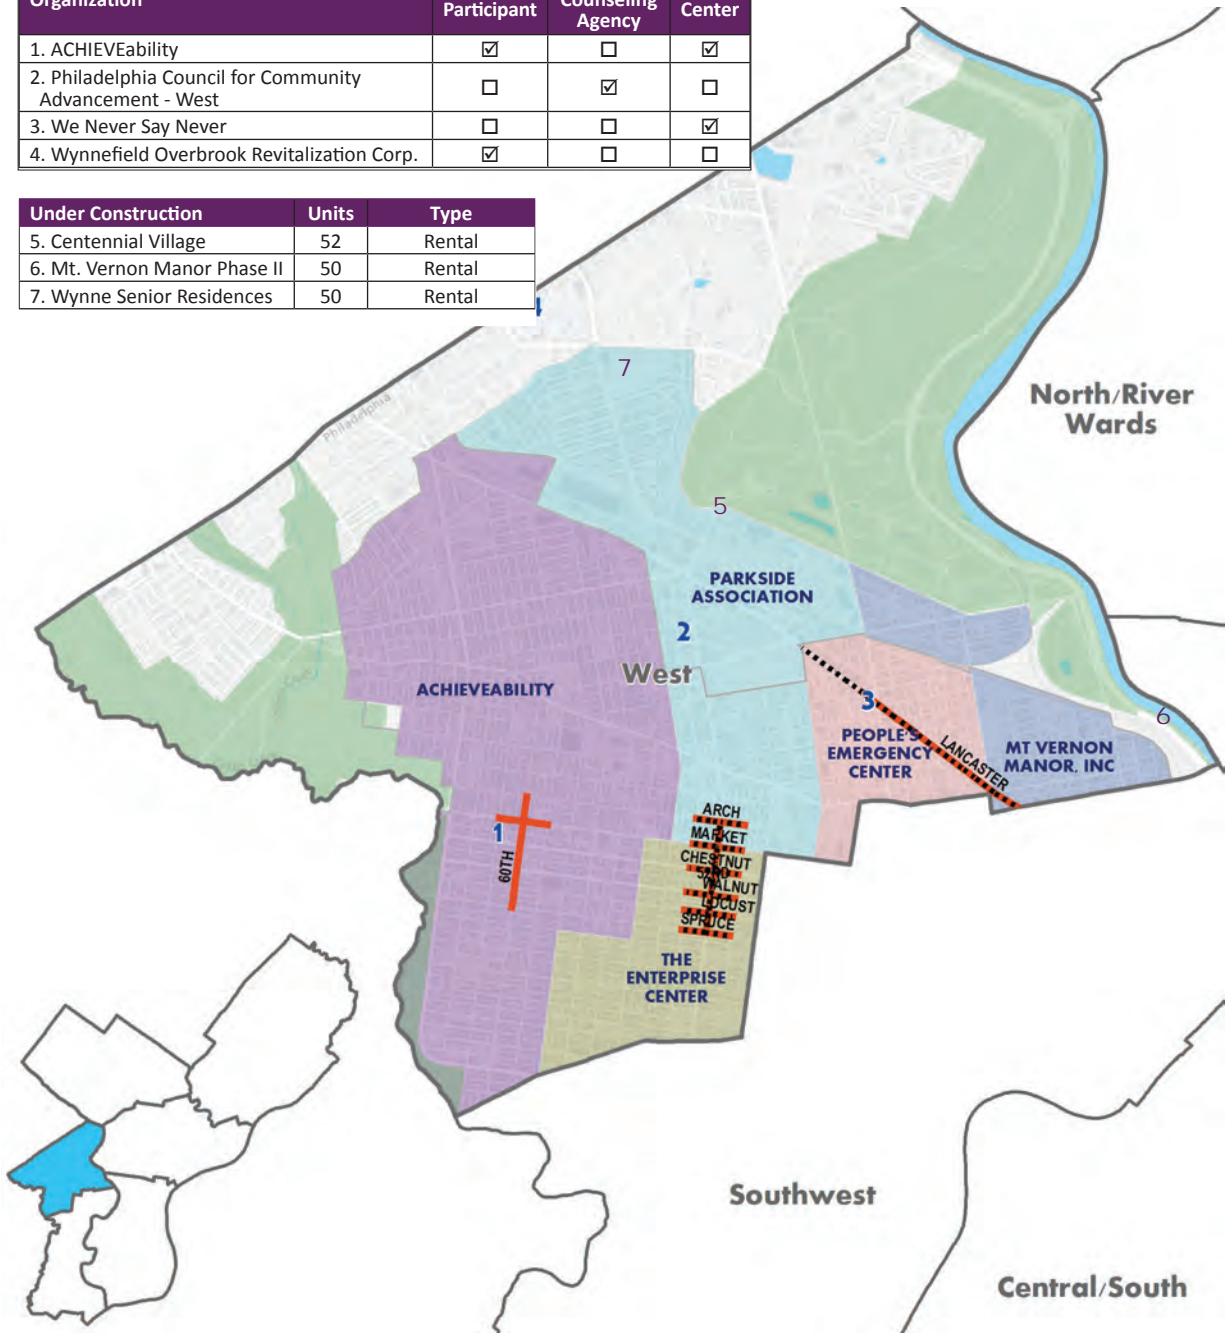 Organization Participant Counseling Agency Center
1. ACHIEVEability ☑ ☐ ☑
2. Philadelphia Council for Community
Advancement - West ☐ ☑ ☐
3. We Never Say Never ☐ ☐ ☑
4. Wynnefield Overbrook Revitalization Corp. ☑ ☐ ☐
Under Construction Units Type
5. Centennial Village 52 Rental
6. Mt. Vernon Manor Phase II 50 Rental
7. Wynne Senior Residences 50 Rental
4
7
Philadelphia
North/River
Wards
5
PARKSIDE
ASSOCIATION
2
West
ACHIEVEABILITY
3
6
PEOPLE'S
EMERGENCY
CENTER
LANCASTER
MT VERNON
MANOR, INC
1
60TH
ARCH
MARKET
CHESTNUT
52ND
WALNUT
LOCUST
SPRUCE
THE
ENTERPRISE
CENTER
Southwest
Central/South